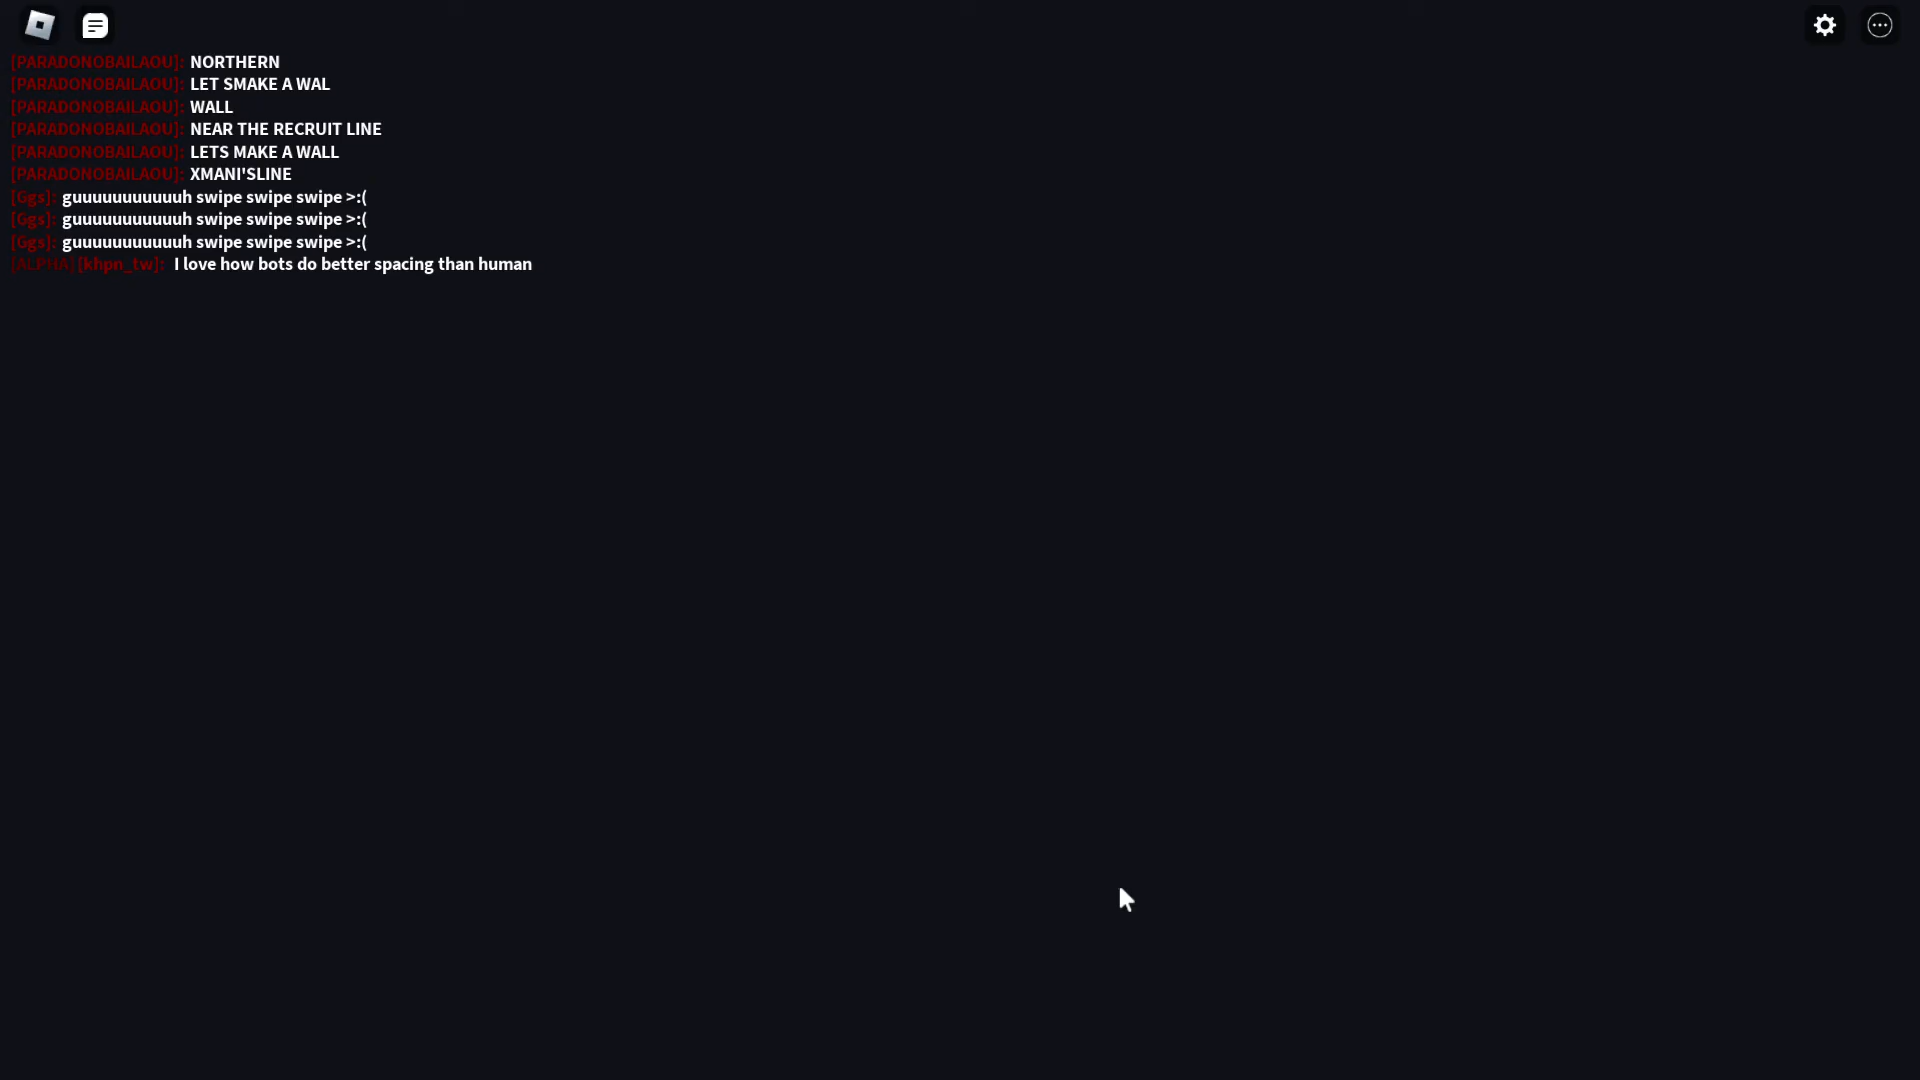 [PARADONOBAILAOU]: NORTHERN
[PARADONOBAILAOU]: LET SMAKE A WAL
[PARADONOBAILAOU]: WALL
[PARADONOBAILAOU]: NEAR THE RECRUIT LINE
[PARADONOBAILAOU]: LETS MAKE A WALL
[PARADONOBAILAOU]: XMANI'SLINE
[Ggs]: guuuuuuuuuuuh swipe swipe swipe >:(
[Ggs]: guuuuuuuuuuuh swipe swipe swipe >:(
[Ggs]: guuuuuuuuuuuh swipe swipe swipe >:(
[ALPHA] [khpn_tw]: I love how bots do better spacing than human